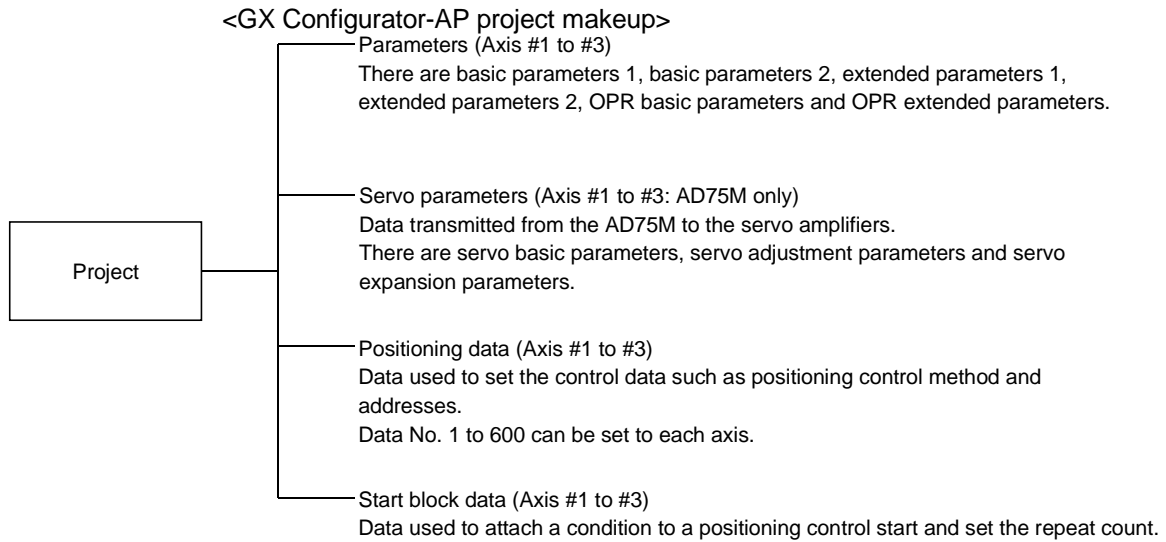 <GX Configurator-AP project makeup>
Parameters (Axis #1 to #3)
There are basic parameters 1, basic parameters 2, extended parameters 1,
extended parameters 2, OPR basic parameters and OPR extended parameters.
Servo parameters (Axis #1 to #3: AD75M only)
Data transmitted from the AD75M to the servo amplifiers.
There are servo basic parameters, servo adjustment parameters and servo
expansion parameters.
Project
Positioning data (Axis #1 to #3)
Data used to set the control data such as positioning control method and
addresses.
Data No. 1 to 600 can be set to each axis.
Start block data (Axis #1 to #3)
Data used to attach a condition to a positioning control start and set the repeat count.